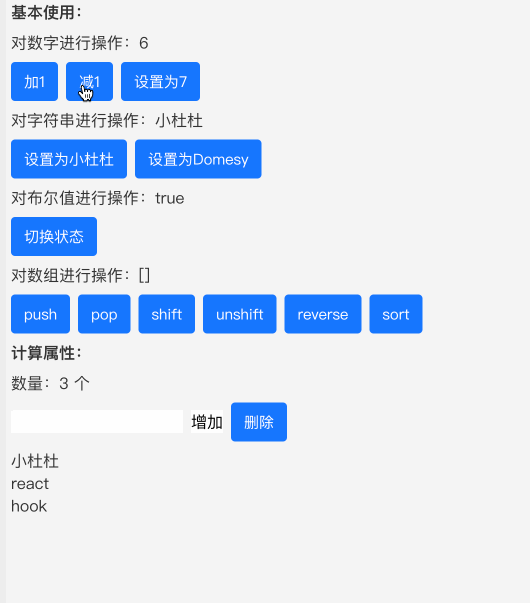 基本使用：
对数字进行操作：6
加1 减1 设置为7
对字符串进行操作：小杜杜
设置为小杜杜 设置为Domesy
对布尔值进行操作：true
切换状态
对数组进行操作：[]
push pop shift unshift reverse sort
计算属性：
数量：3 个
增加 删除
小杜杜
react
hook